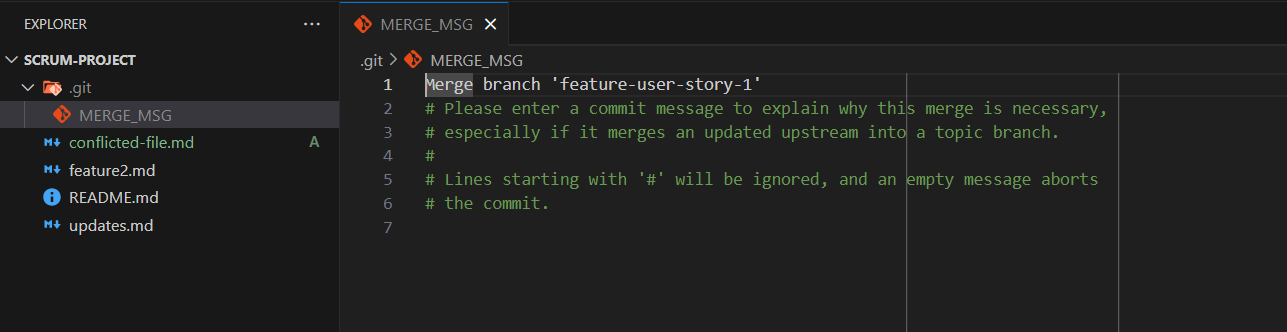 EXPLORER
···
MERGE_MSG
SCRUM-PROJECT
.git
MERGE_MSG
conflicted-file.md A
feature2.md
README.md
updates.md
.git > MERGE_MSG
1 Merge branch 'feature-user-story-1'
2 # Please enter a commit message to explain why this merge is necessary,
3 # especially if it merges an updated upstream into a topic branch.
4 #
5 # Lines starting with '#' will be ignored, and an empty message aborts
6 # the commit.
7